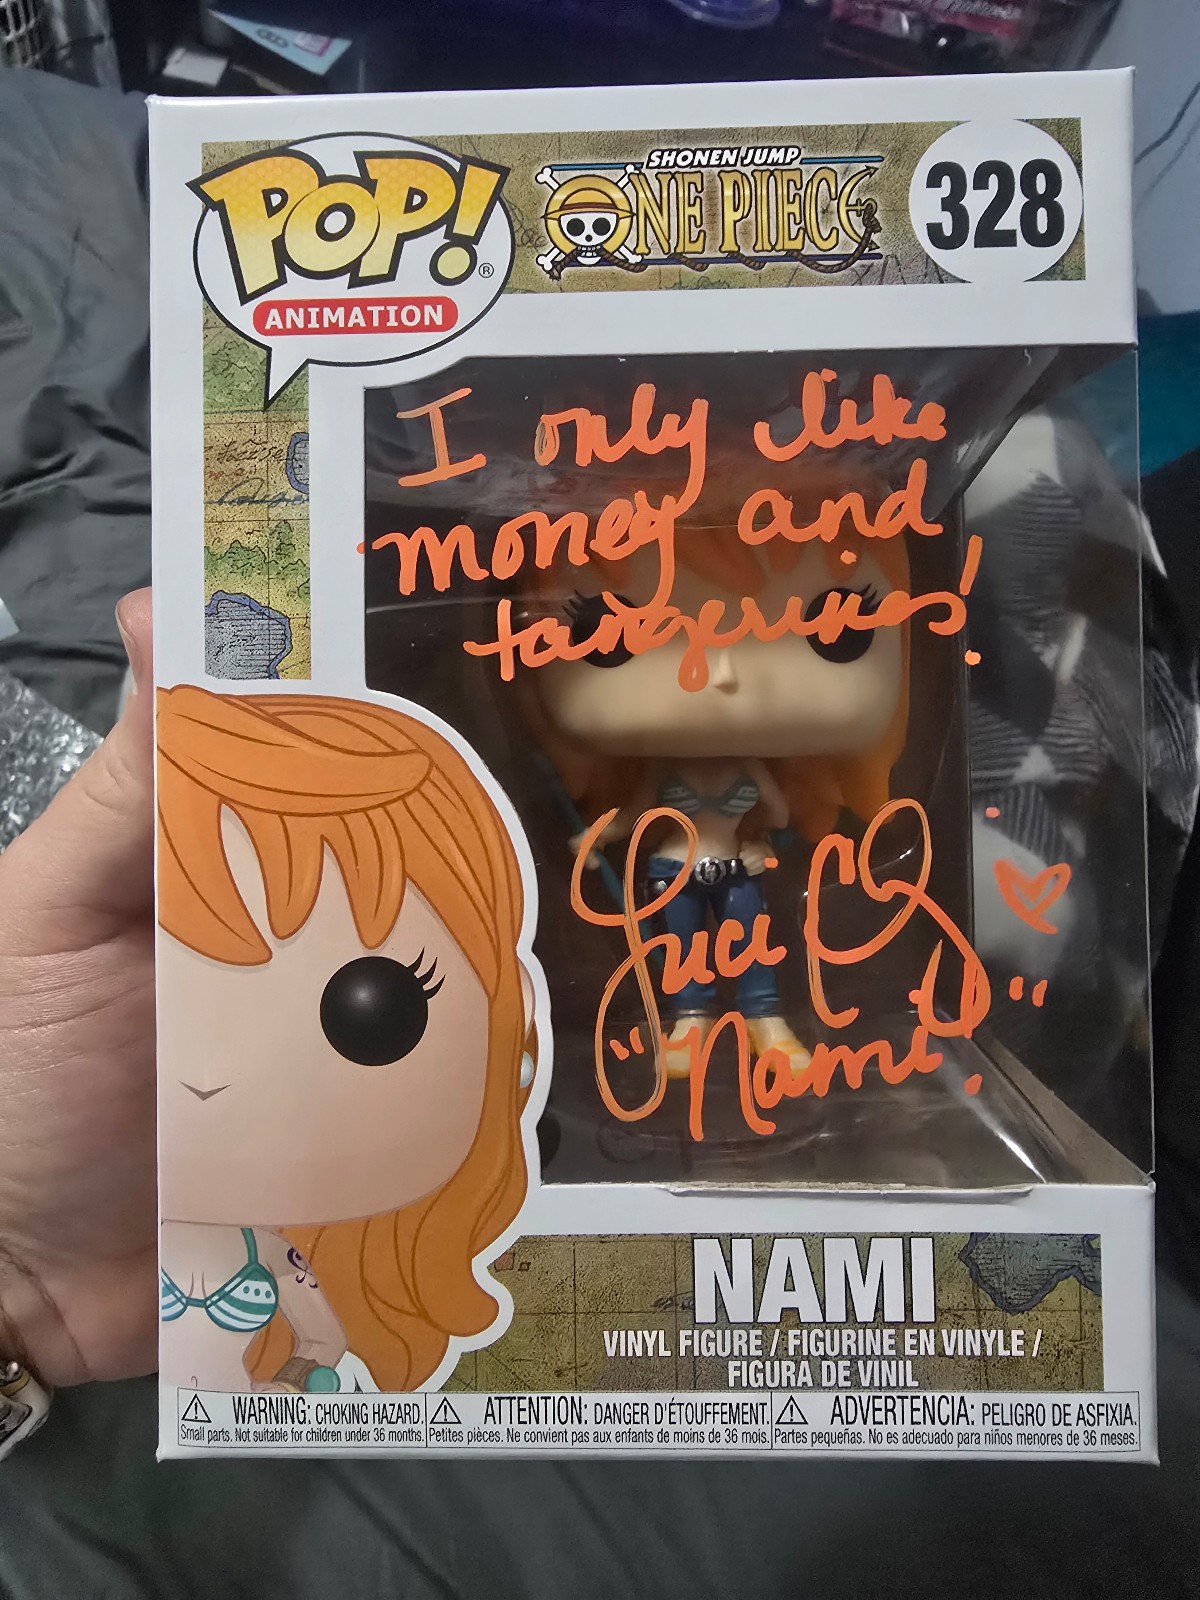 POP!®
ANIMATION
SHONEN JUMP
ONE PIECE
328
I only like
money and
tangerines!
Luci
"Nami"
NAMI
VINYL FIGURE / FIGURINE EN VINYLE /
FIGURA DE VINIL
WARNING: CHOKING HAZARD.
Small parts. Not suitable for children under 36 months.
ATTENTION: DANGER D'ÉTOUFFEMENT.
Petites pièces. Ne convient pas aux enfants de moins de 36 mois.
ADVERTENCIA: PELIGRO DE ASFIXIA.
Partes pequeñas. No es adecuado para niños menores de 36 meses.